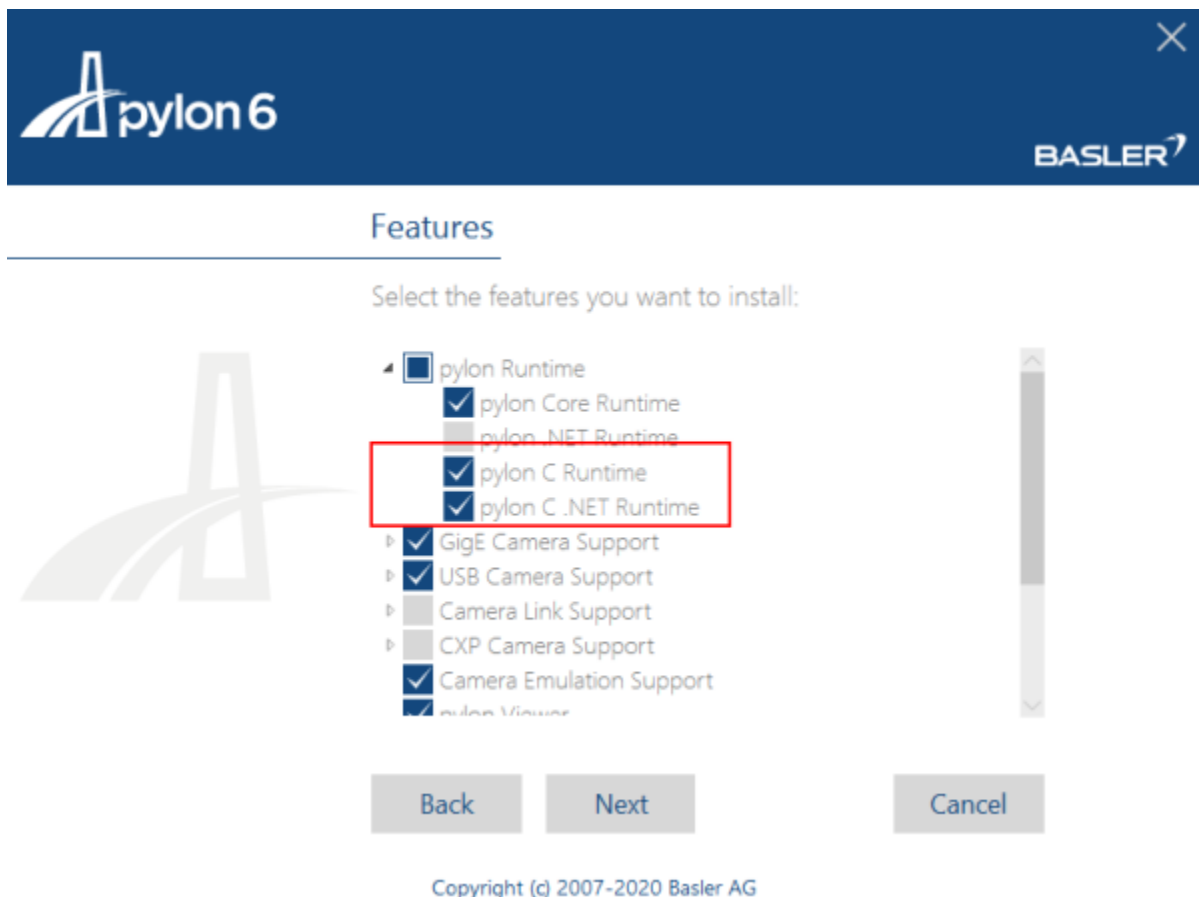 pylon 6
BASLER
Features
Select the features you want to install:
pylon Runtime
pylon Core Runtime
pylon .NET Runtime
pylon C Runtime
pylon C .NET Runtime
GigE Camera Support
USB Camera Support
Camera Link Support
CXP Camera Support
Camera Emulation Support
pylon Viewer
Back Next Cancel
Copyright (c) 2007-2020 Basler AG